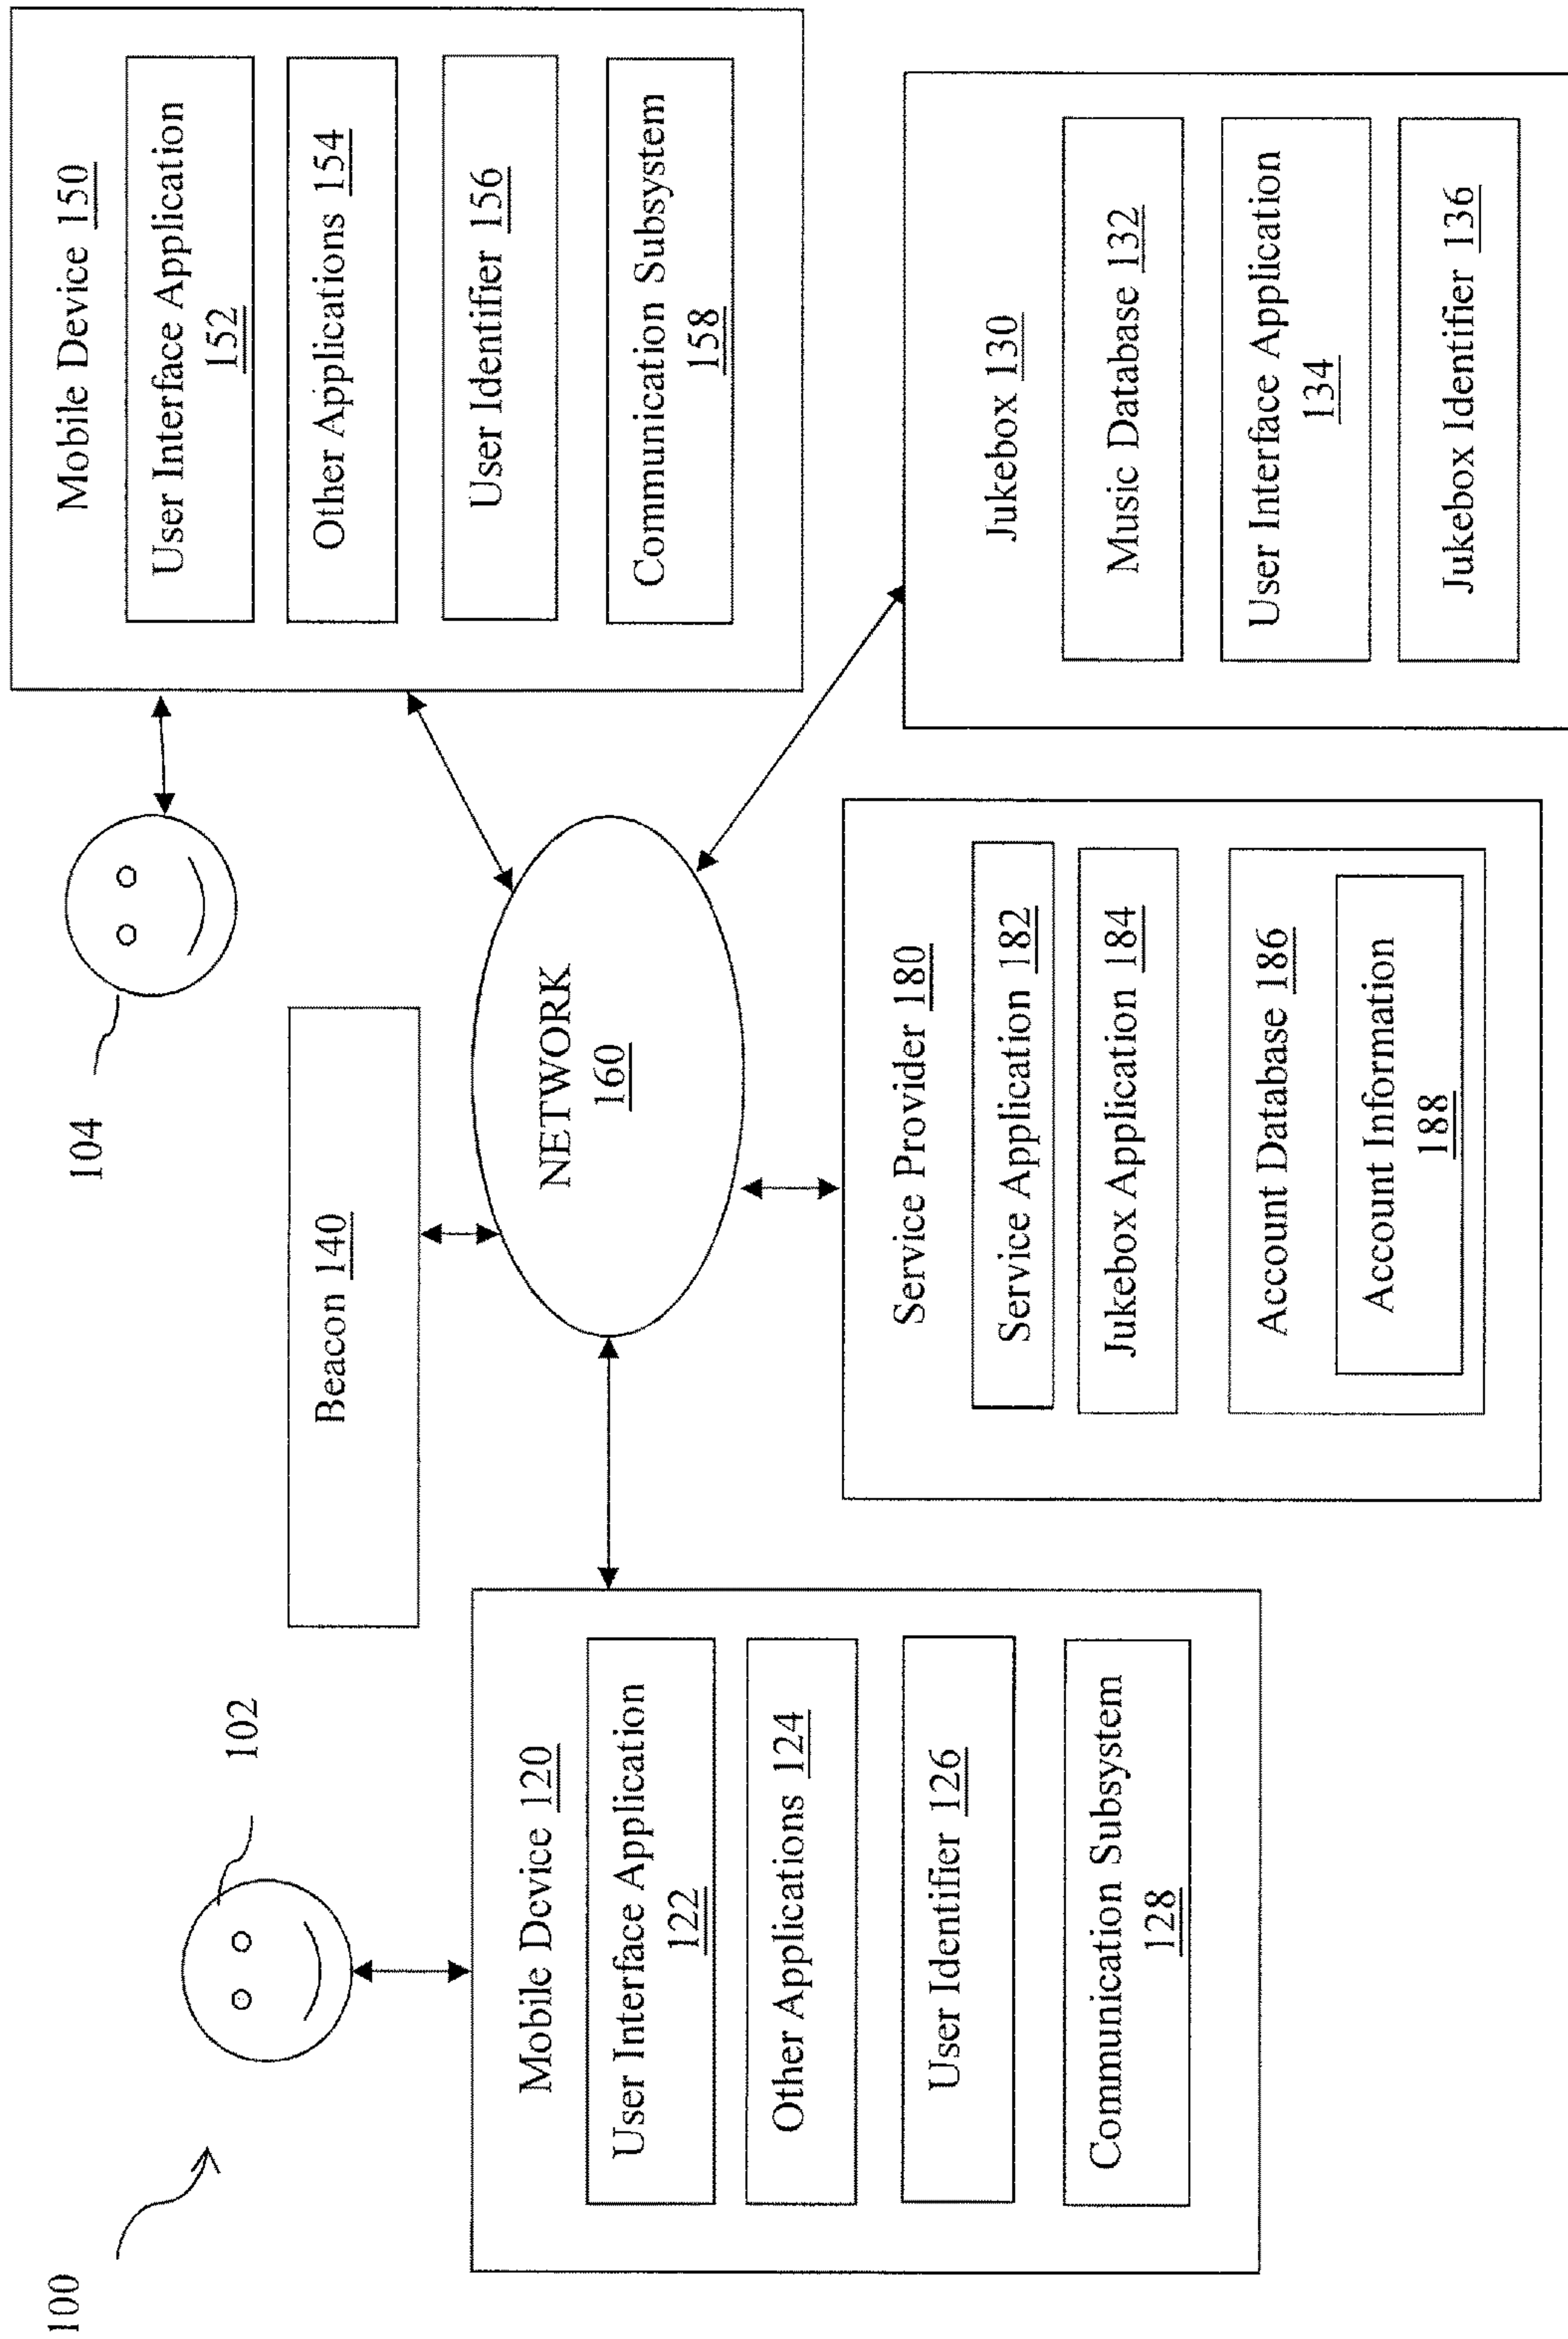 100
102
104
Mobile Device 120
User Interface Application
122
Other Applications 124
User Identifier 126
Communication Subsystem
128
Beacon 140
NETWORK
160
Mobile Device 150
User Interface Application
152
Other Applications 154
User Identifier 156
Communication Subsystem
158
Service Provider 180
Service Application 182
Jukebox Application 184
Account Database 186
Account Information
188
Jukebox 130
Music Database 132
User Interface Application
134
Jukebox Identifier 136